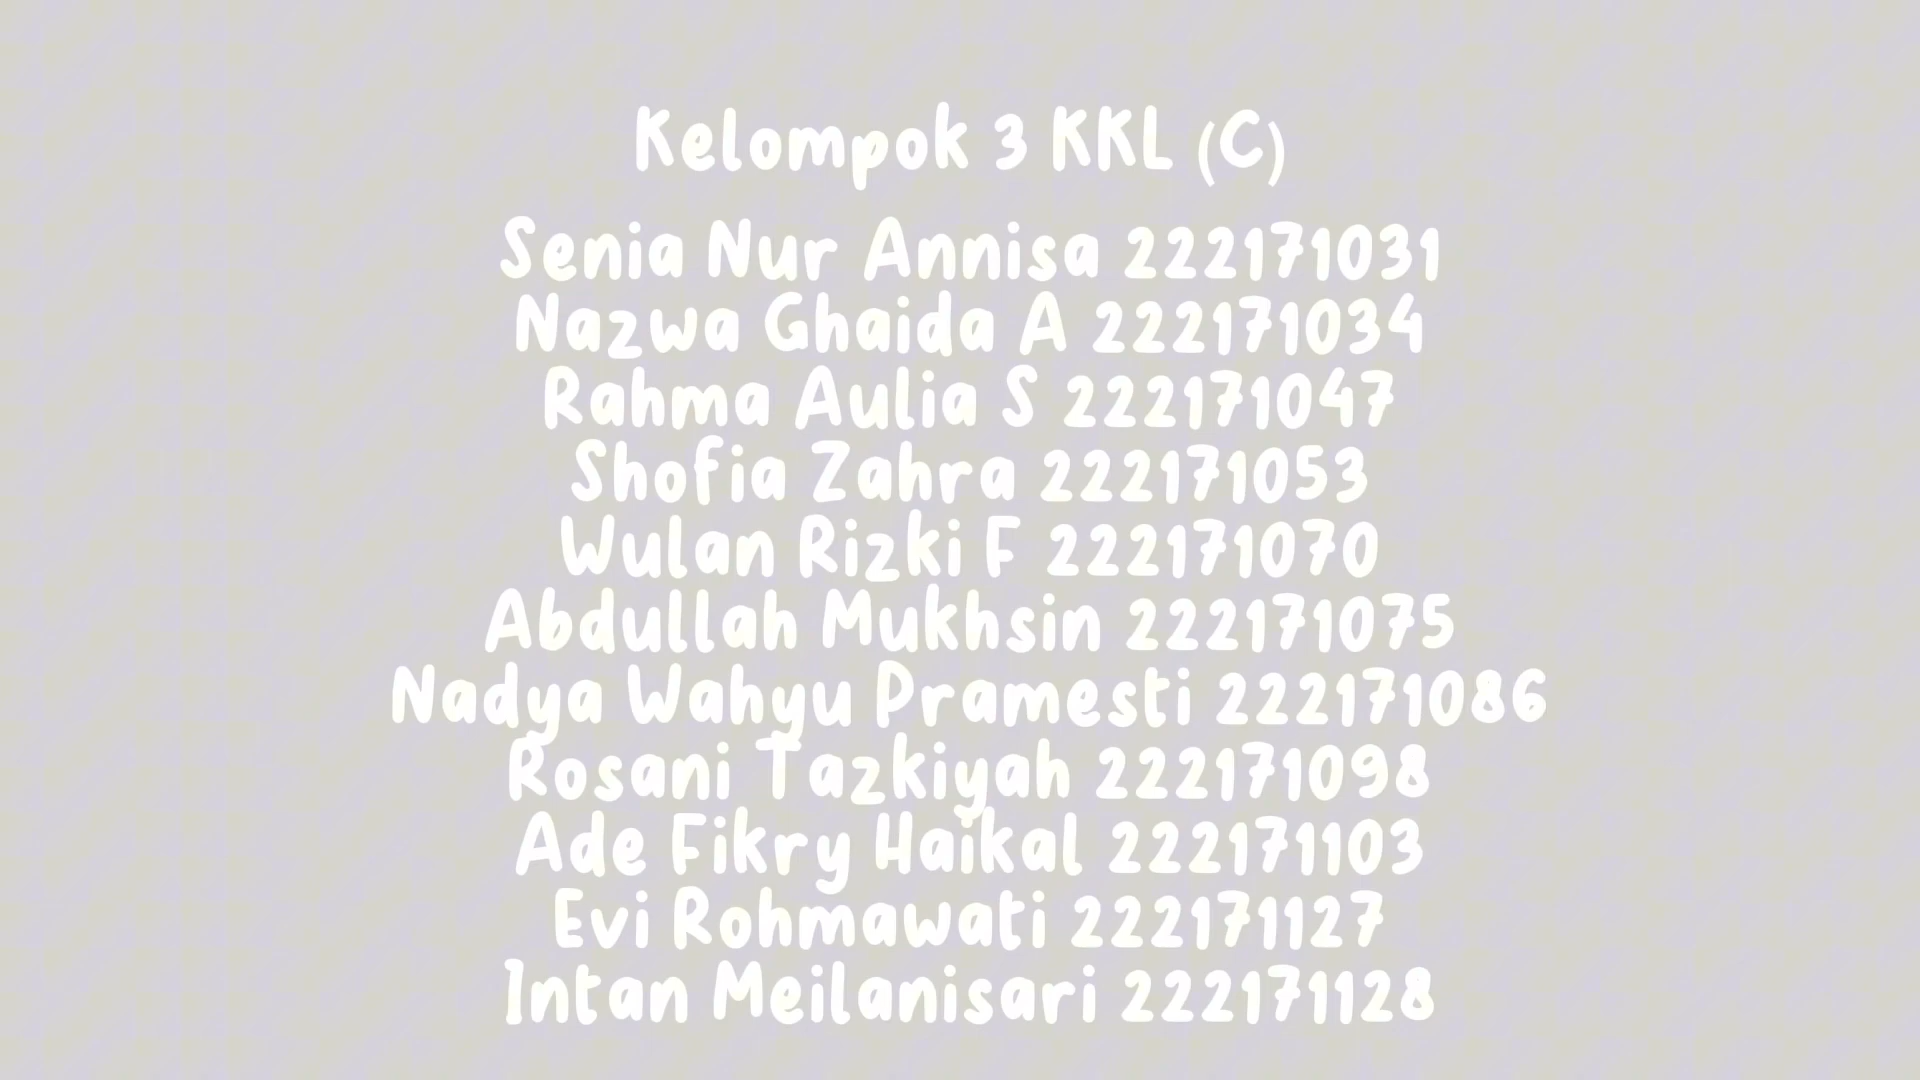 Kelompok 3 KKL (C)
Senia Nur Annisa 222171031
Nazwa Ghaida A 222171034
Rahma Aulia S 222171047
Shofia Zahra 222171053
Wulan Rizki F 222171070
Abdullah Mukhsin 222171075
Nadya Wahyu Pramesti 222171086
Rosani Tazkiyah 222171098
Ade Fikry Haikal 222171103
Evi Rohmawati 222171127
Intan Meilanisari 222171128